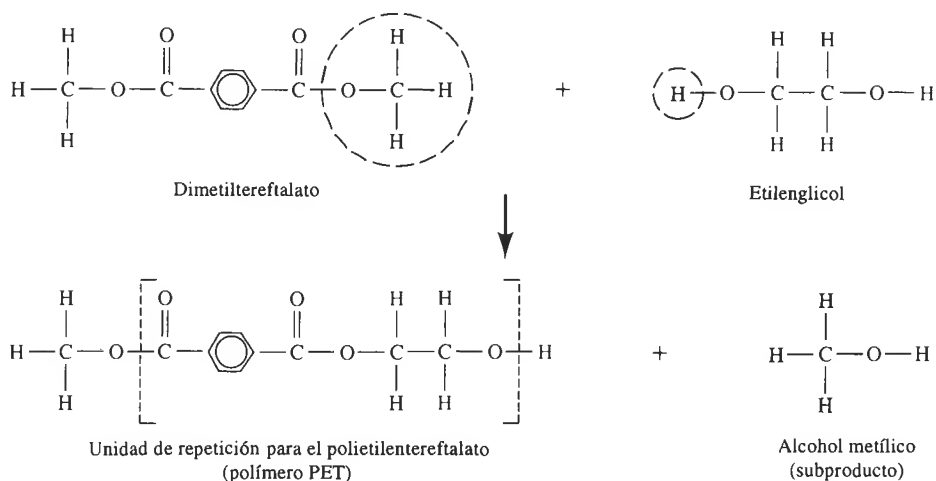 H O O H H H
H—C—O—C C—O—C—H + H—O—C—C—O—H
H H H H
Dimetiltereftalato Etilenglicol
H O O H H H
H—C—O—C C—O—C—C—O—H + H—C—O—H
H H H H
Unidad de repetición para el polietilentereftalato Alcohol metílico
(polímero PET) (subproducto)